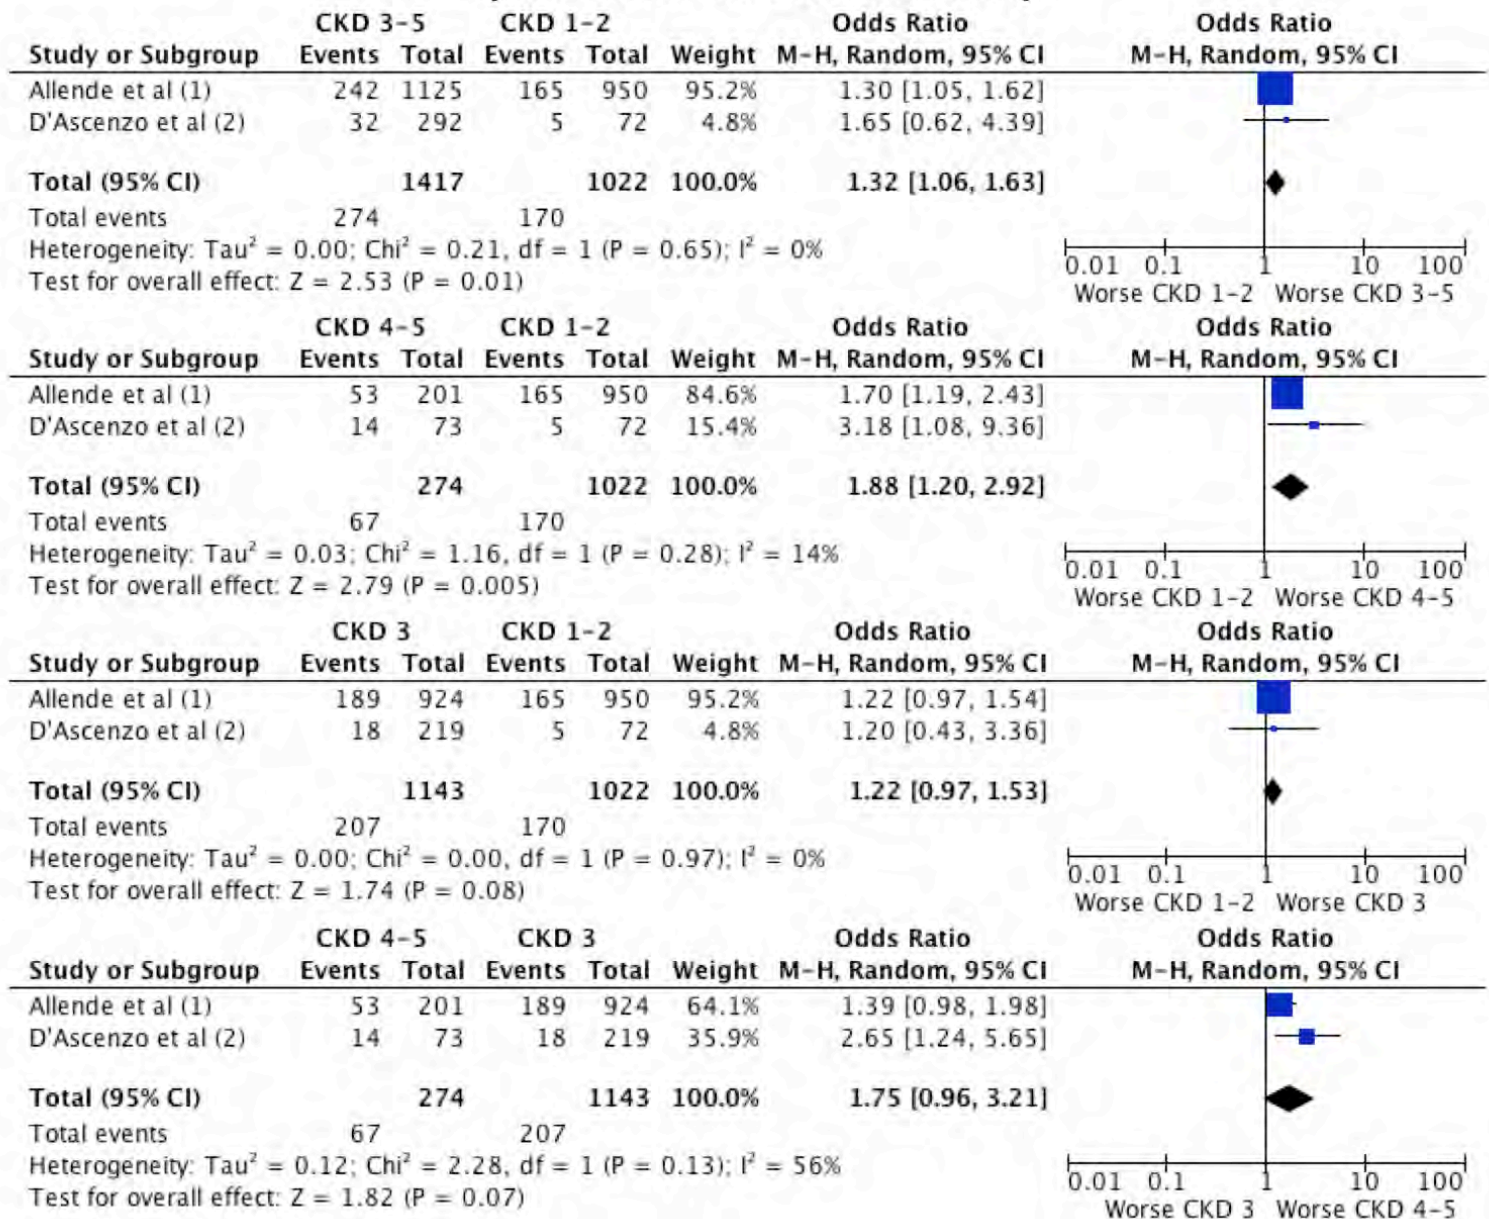 CKD 3-5 CKD 1-2 Odds Ratio Odds Ratio
Study or Subgroup Events Total Events Total Weight M-H, Random, 95% CI M-H, Random, 95% CI
Allende et al (1) 242 1125 165 950 95.2% 1.30 [1.05, 1.62]
D'Ascenzo et al (2) 32 292 5 72 4.8% 1.65 [0.62, 4.39]
Total (95% CI) 1417 1022 100.0% 1.32 [1.06, 1.63]
Total events 274 170
Heterogeneity: Tau² = 0.00; Chi² = 0.21, df = 1 (P = 0.65); I² = 0%
Test for overall effect: Z = 2.53 (P = 0.01)
0.01 0.1 1 10 100
Worse CKD 1-2 Worse CKD 3-5
CKD 4-5 CKD 1-2 Odds Ratio Odds Ratio
Study or Subgroup Events Total Events Total Weight M-H, Random, 95% CI M-H, Random, 95% CI
Allende et al (1) 53 201 165 950 84.6% 1.70 [1.19, 2.43]
D'Ascenzo et al (2) 14 73 5 72 15.4% 3.18 [1.08, 9.36]
Total (95% CI) 274 1022 100.0% 1.88 [1.20, 2.92]
Total events 67 170
Heterogeneity: Tau² = 0.03; Chi² = 1.16, df = 1 (P = 0.28); I² = 14%
Test for overall effect: Z = 2.79 (P = 0.005)
0.01 0.1 1 10 100
Worse CKD 1-2 Worse CKD 4-5
CKD 3 CKD 1-2 Odds Ratio Odds Ratio
Study or Subgroup Events Total Events Total Weight M-H, Random, 95% CI M-H, Random, 95% CI
Allende et al (1) 189 924 165 950 95.2% 1.22 [0.97, 1.54]
D'Ascenzo et al (2) 18 219 5 72 4.8% 1.20 [0.43, 3.36]
Total (95% CI) 1143 1022 100.0% 1.22 [0.97, 1.53]
Total events 207 170
Heterogeneity: Tau² = 0.00; Chi² = 0.00, df = 1 (P = 0.97); I² = 0%
Test for overall effect: Z = 1.74 (P = 0.08)
0.01 0.1 1 10 100
Worse CKD 1-2 Worse CKD 3
CKD 4-5 CKD 3 Odds Ratio Odds Ratio
Study or Subgroup Events Total Events Total Weight M-H, Random, 95% CI M-H, Random, 95% CI
Allende et al (1) 53 201 189 924 64.1% 1.39 [0.98, 1.98]
D'Ascenzo et al (2) 14 73 18 219 35.9% 2.65 [1.24, 5.65]
Total (95% CI) 274 1143 100.0% 1.75 [0.96, 3.21]
Total events 67 207
Heterogeneity: Tau² = 0.12; Chi² = 2.28, df = 1 (P = 0.13); I² = 56%
Test for overall effect: Z = 1.82 (P = 0.07)
0.01 0.1 1 10 100
Worse CKD 3 Worse CKD 4-5